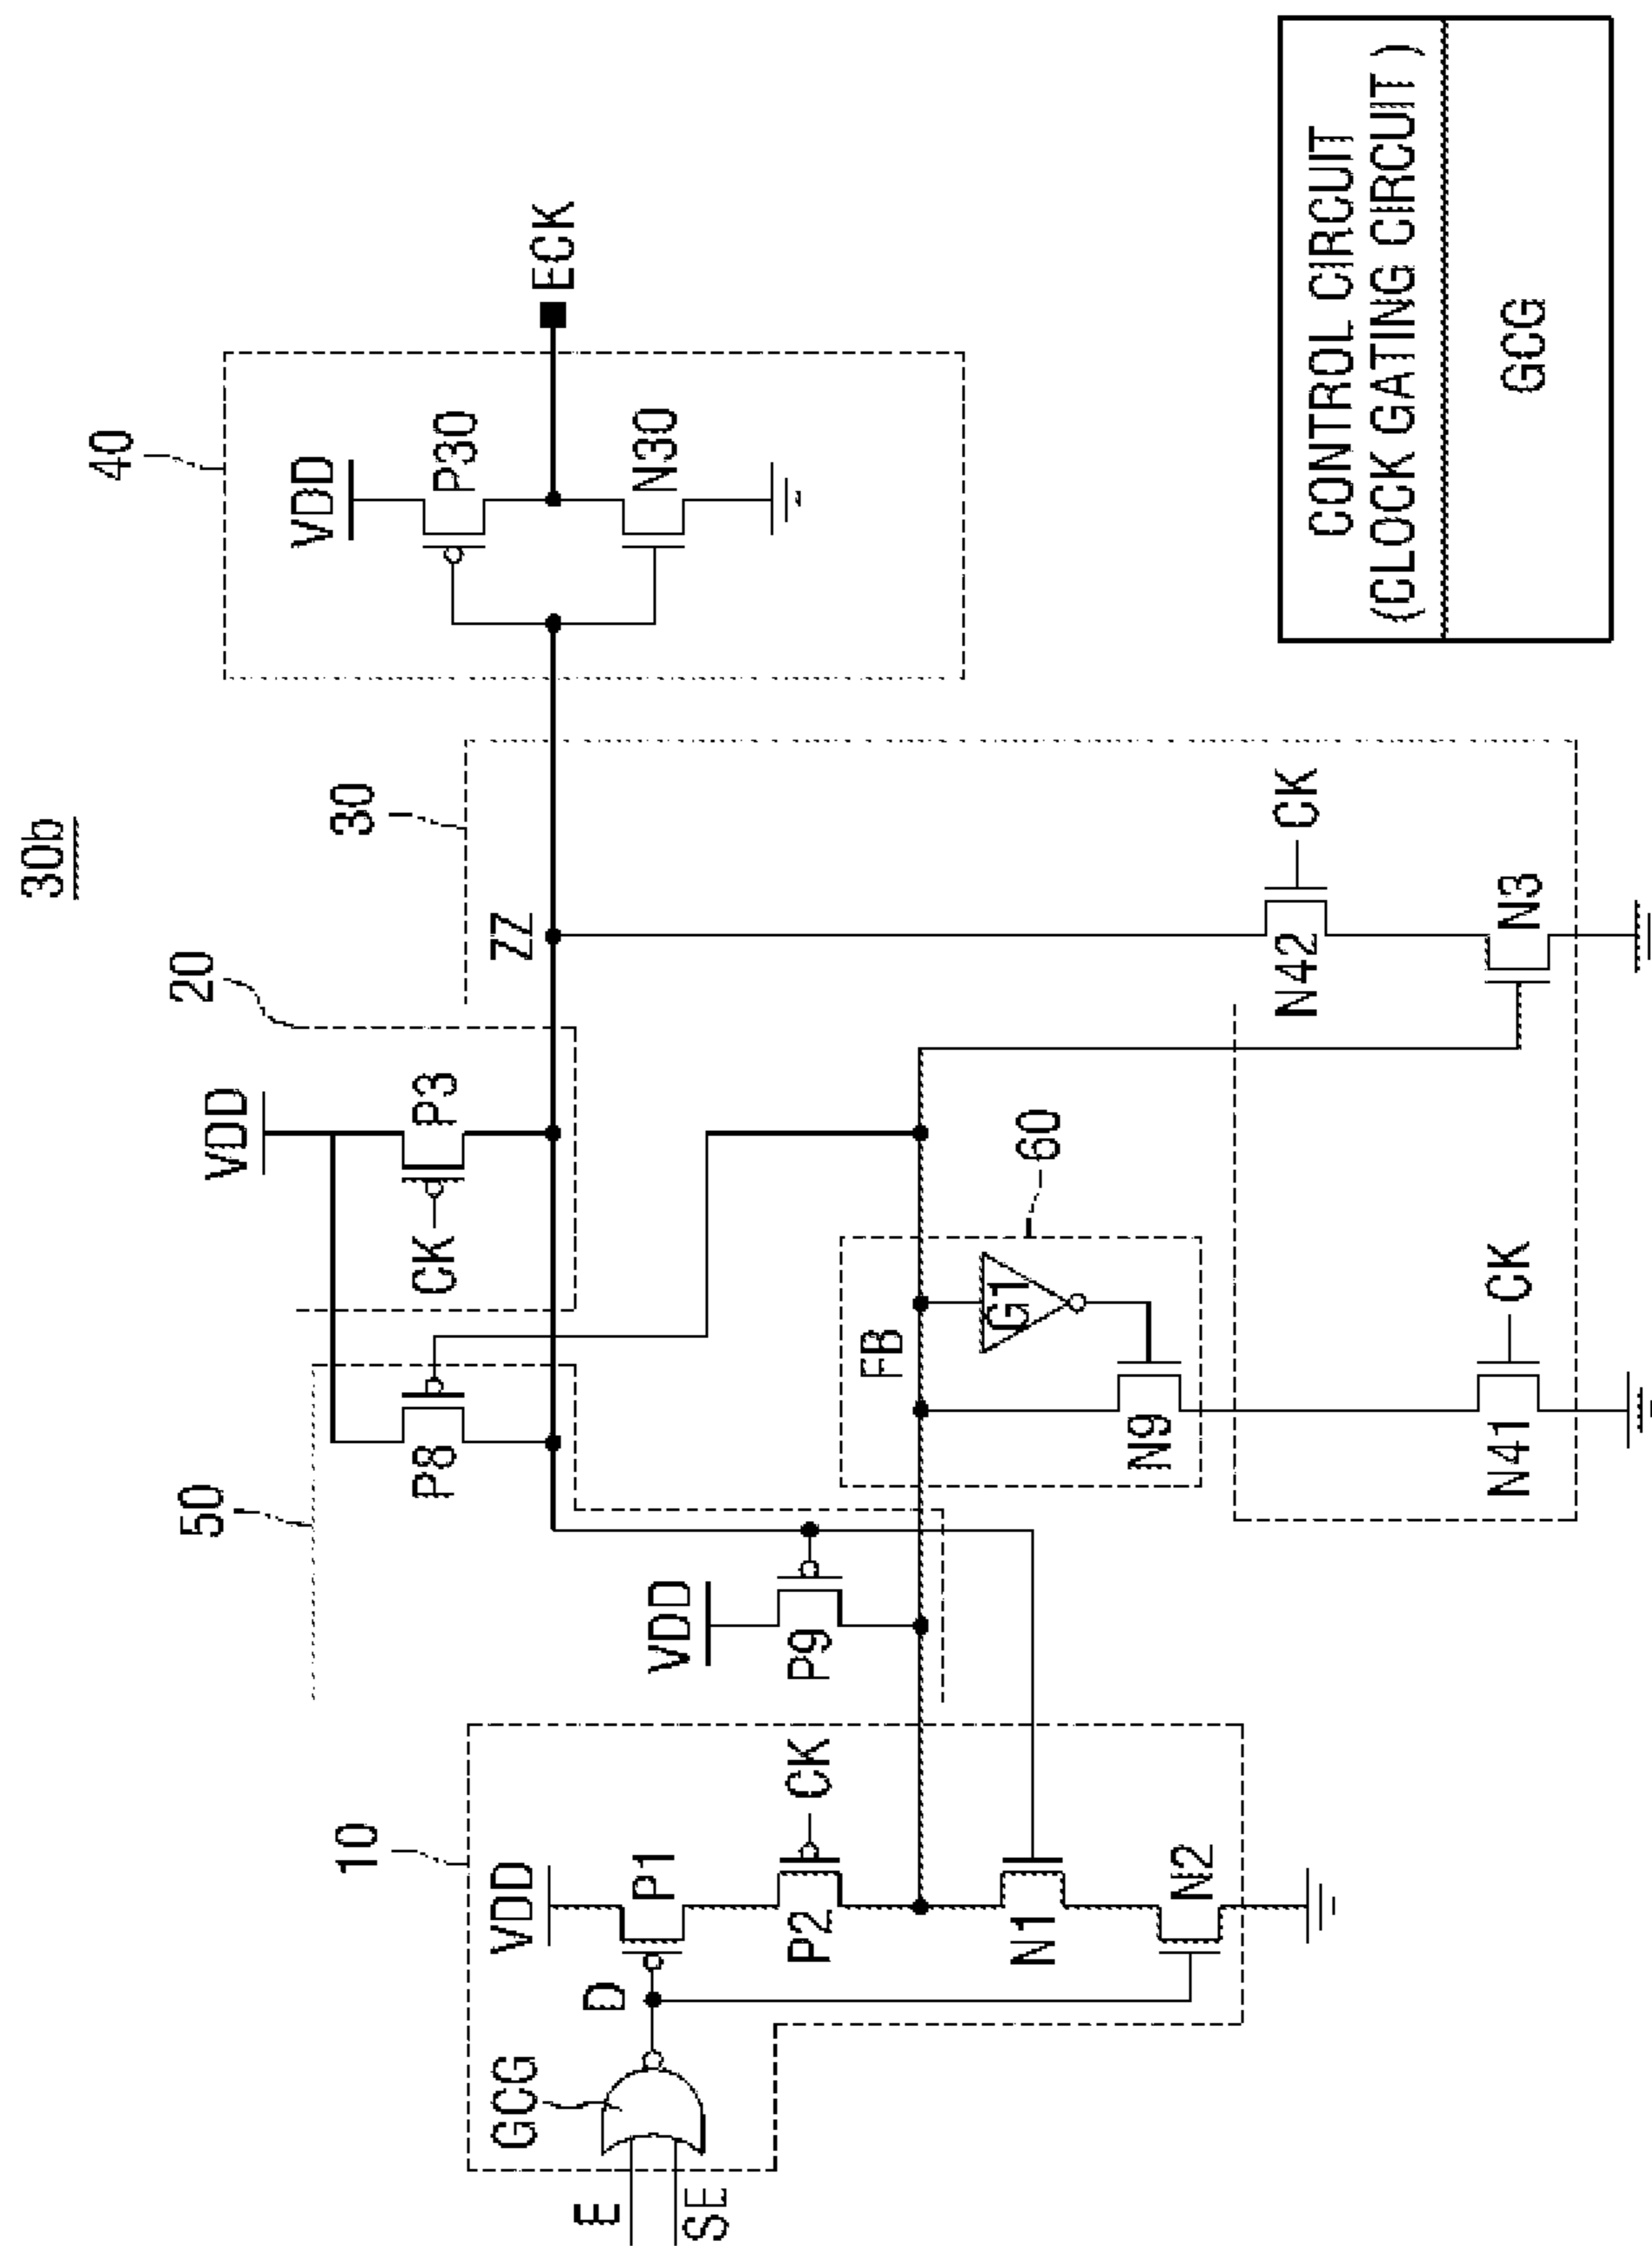 30b
10
50
20
30
40
VDD
VDD
VDD
VDD
GCG
E
SE
D
P1
P2
CK
N1
N2
P9
P8
CK
P3
ZZ
FB
G1
N9
60
N41
CK
N42
CK
N3
P30
N30
ECK
CONTROL CIRCUIT
(CLOCK GATING CIRCUIT)
GCG